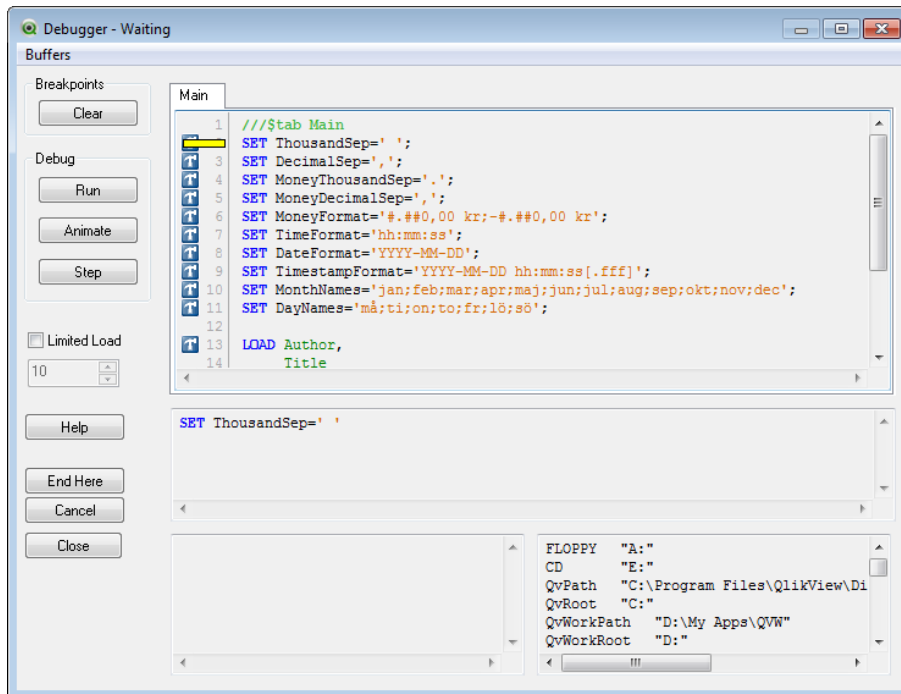 Debugger - Waiting
Buffers
Breakpoints
Clear
Debug
Run
Animate
Step
Limited Load
10
Help
End Here
Cancel
Close
Main
1 ///$tab Main
SET ThousandSep=' ';
3 SET DecimalSep=',';
4 SET MoneyThousandSep='.';
5 SET MoneyDecimalSep=',';
6 SET MoneyFormat='#.##0,00 kr;-#.##0,00 kr';
7 SET TimeFormat='hh:mm:ss';
8 SET DateFormat='YYYY-MM-DD';
9 SET TimestampFormat='YYYY-MM-DD hh:mm:ss[.fff]';
10 SET MonthNames='jan;feb;mar;apr;maj;jun;jul;aug;sep;okt;nov;dec';
11 SET DayNames='må;ti;on;to;fr;lö;sö';
12
13 LOAD Author,
14 Title
SET ThousandSep=' '
FLOPPY "A:"
CD "E:"
QvPath "C:\Program Files\QlikView\Di
QvRoot "C:"
QvWorkPath "D:\My Apps\QVW"
QvWorkRoot "D:"